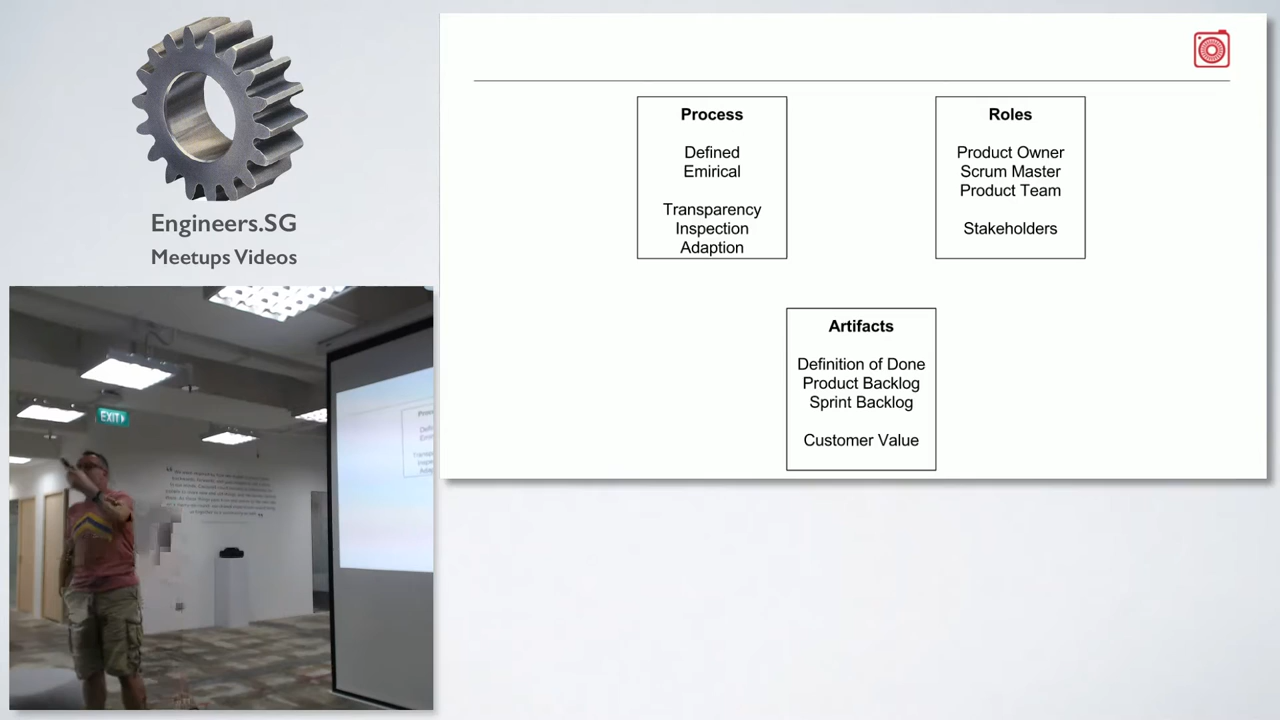 Engineers.SG
Meetups Videos
Process
Defined
Emirical
Transparency
Inspection
Adaption
Roles
Product Owner
Scrum Master
Product Team
Stakeholders
Artifacts
Definition of Done
Product Backlog
Sprint Backlog
Customer Value
EXIT